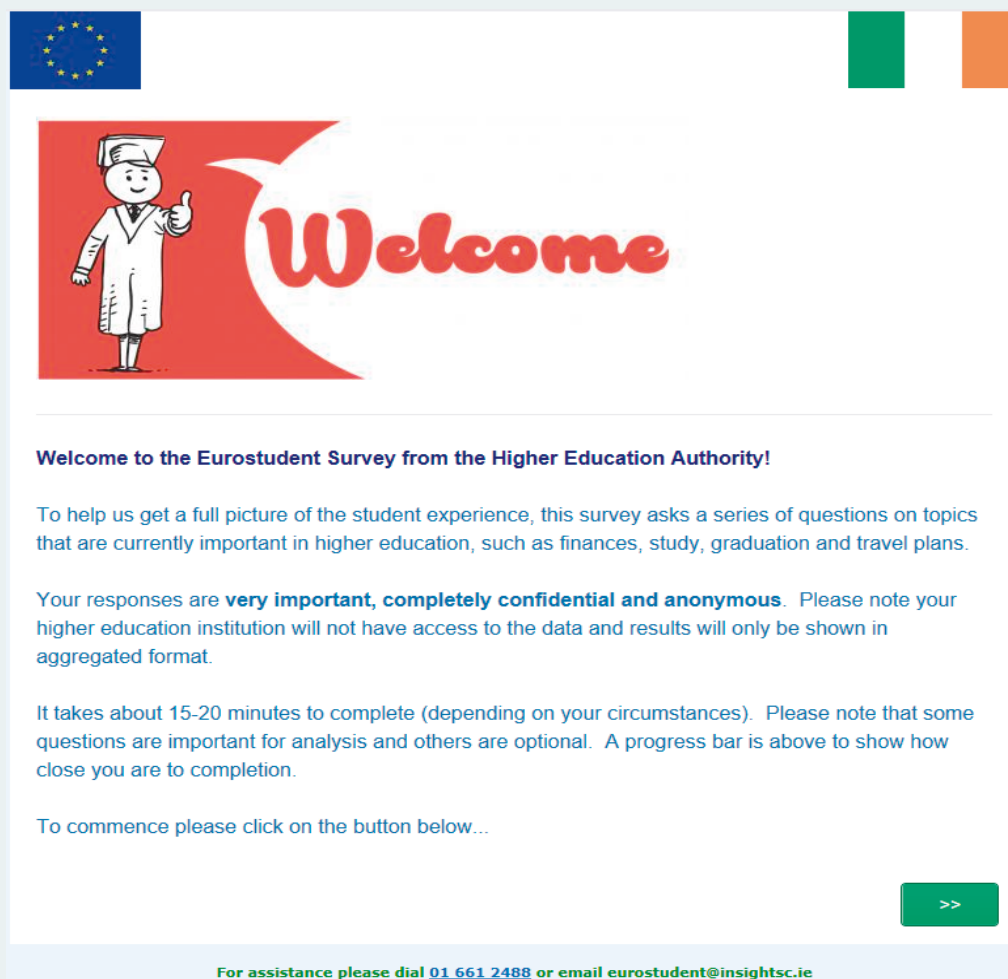 Welcome
Welcome to the Eurostudent Survey from the Higher Education Authority!
To help us get a full picture of the student experience, this survey asks a series of questions on topics
that are currently important in higher education, such as finances, study, graduation and travel plans.
Your responses are very important, completely confidential and anonymous.  Please note your
higher education institution will not have access to the data and results will only be shown in
aggregated format.
It takes about 15-20 minutes to complete (depending on your circumstances).  Please note that some
questions are important for analysis and others are optional.  A progress bar is above to show how
close you are to completion.
To commence please click on the button below...
>>
For assistance please dial 01 661 2488 or email eurostudent@insightsc.ie